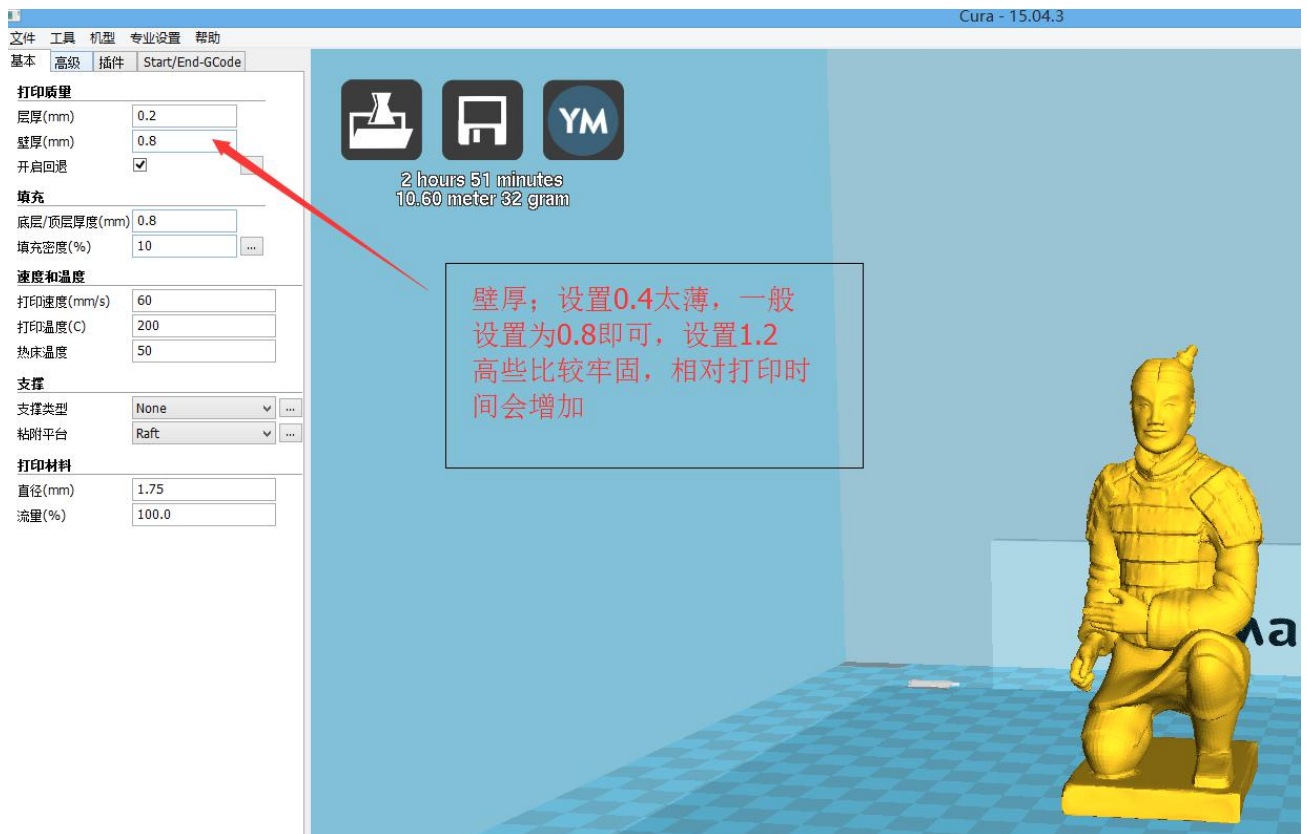 Cura - 15.04.3
文件 工具 机型 专业设置 帮助
基本 高级 插件 Start/End-GCode
打印质量
层厚(mm) 0.2
壁厚(mm) 0.8
开启回退
填充
底层/顶层厚度(mm) 0.8
填充密度(%) 10 ...
速度和温度
打印速度(mm/s) 60
打印温度(C) 200
热床温度 50
支撑
支撑类型 None ...
粘附平台 Raft ...
打印材料
直径(mm) 1.75
流量(%) 100.0
YM
2 hours 51 minutes
10.60 meter 32 gram
壁厚；设置0.4太薄，一般
设置为0.8即可，设置1.2
高些比较牢固，相对打印时
间会增加